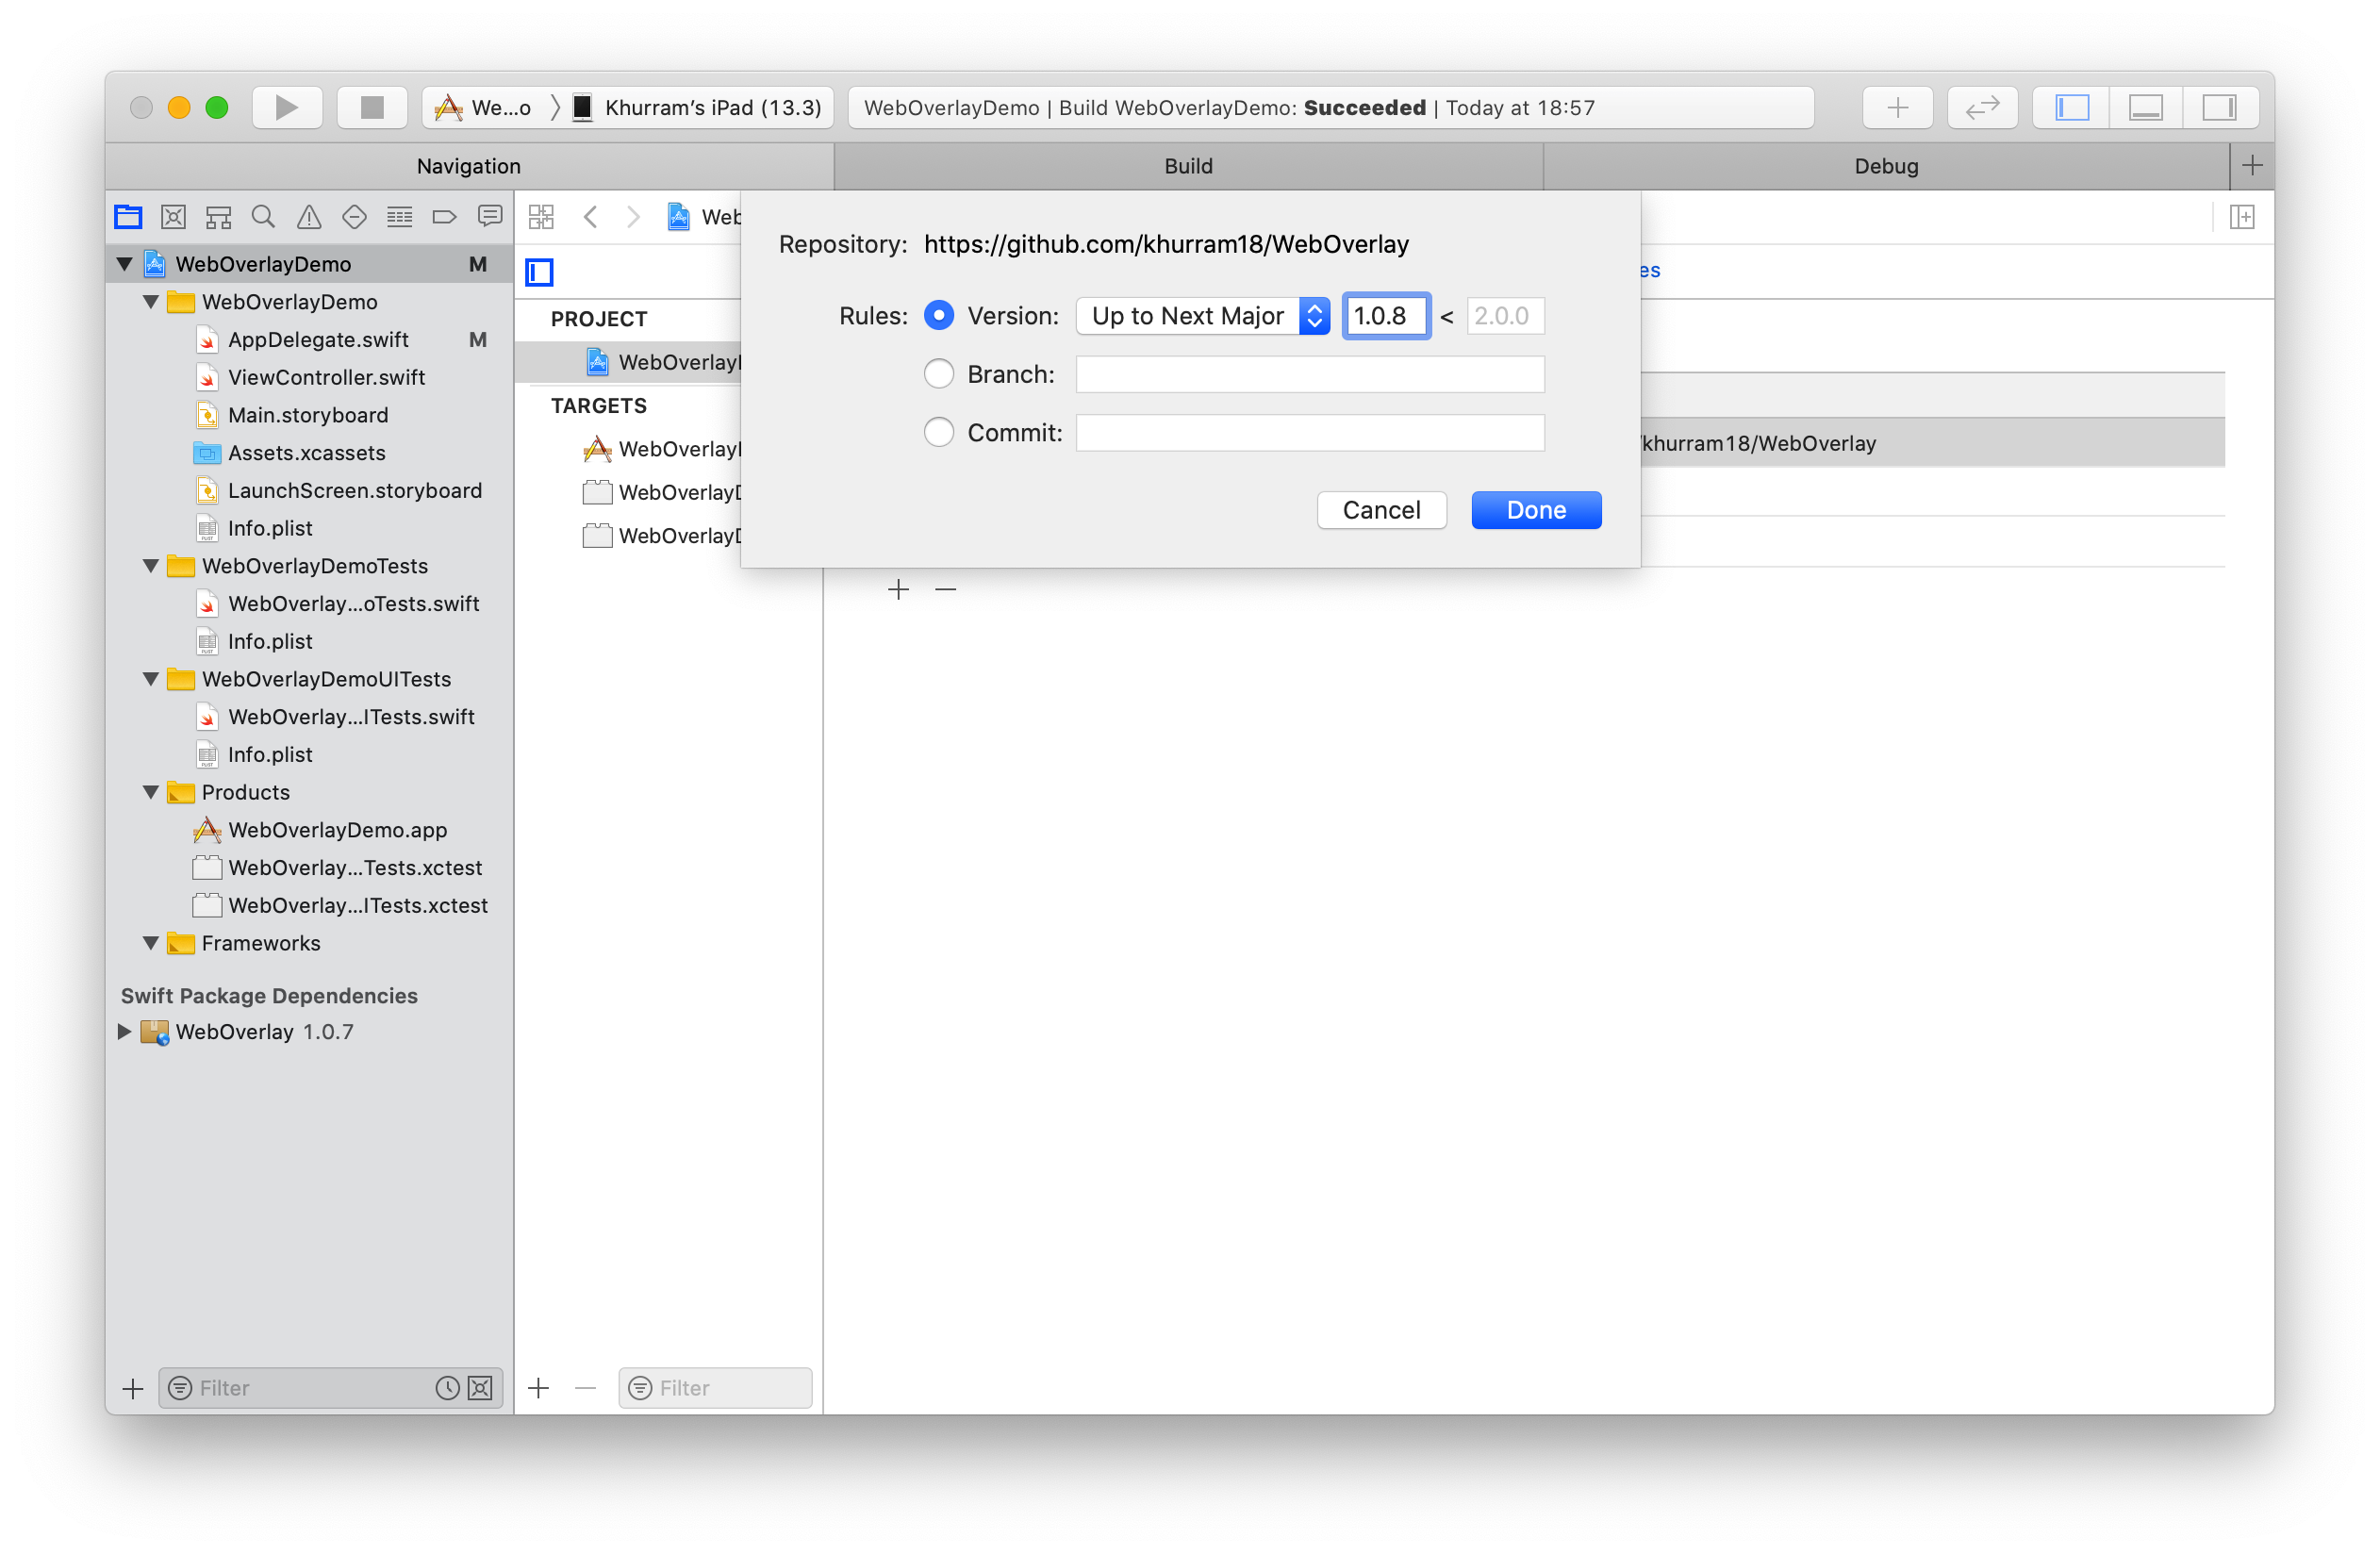 We...o 〉 Khurram’s iPad (13.3)
WebOverlayDemo | Build WebOverlayDemo: Succeeded | Today at 18:57
Navigation
Build
Debug
WebOverlayDemo M
WebOverlayDemo
AppDelegate.swift M
ViewController.swift
Main.storyboard
Assets.xcassets
LaunchScreen.storyboard
Info.plist
WebOverlayDemoTests
WebOverlay...oTests.swift
Info.plist
WebOverlayDemoUITests
WebOverlay...ITests.swift
Info.plist
Products
WebOverlayDemo.app
WebOverlay...Tests.xctest
WebOverlay...ITests.xctest
Frameworks
Swift Package Dependencies
WebOverlay 1.0.7
Filter
Web
PROJECT
WebOverlay
TARGETS
WebOverlay
WebOverlayD
WebOverlayD
Filter
Repository: https://github.com/khurram18/WebOverlay
Rules: Version: Up to Next Major 1.0.8 < 2.0.0
Branch:
Commit:
Cancel
Done
es
/khurram18/WebOverlay